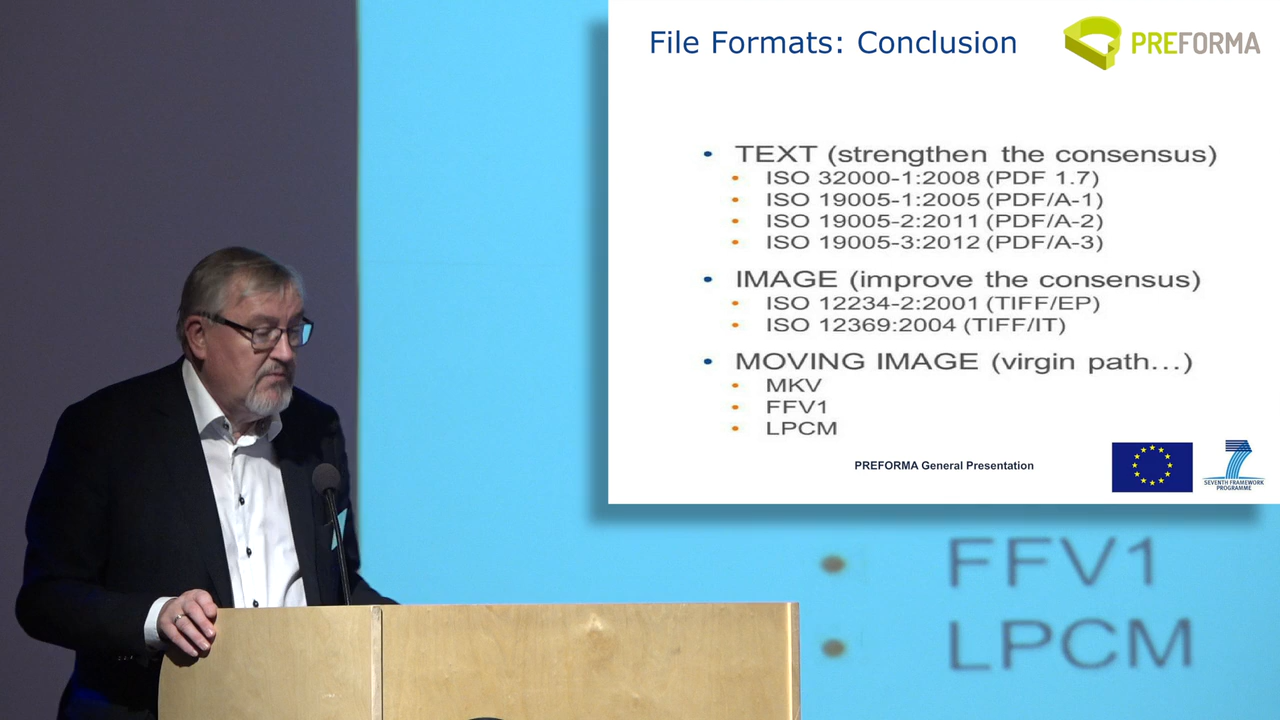 File Formats: Conclusion
PREFORMA
• TEXT (strengthen the consensus)
• ISO 32000-1:2008 (PDF 1.7)
• ISO 19005-1:2005 (PDF/A-1)
• ISO 19005-2:2011 (PDF/A-2)
• ISO 19005-3:2012 (PDF/A-3)
• IMAGE (improve the consensus)
• ISO 12234-2:2001 (TIFF/EP)
• ISO 12369:2004 (TIFF/IT)
• MOVING IMAGE (virgin path...)
• MKV
• FFV1
• LPCM
PREFORMA General Presentation
SEVENTH FRAMEWORK
PROGRAMME
• FFV1
• LPCM